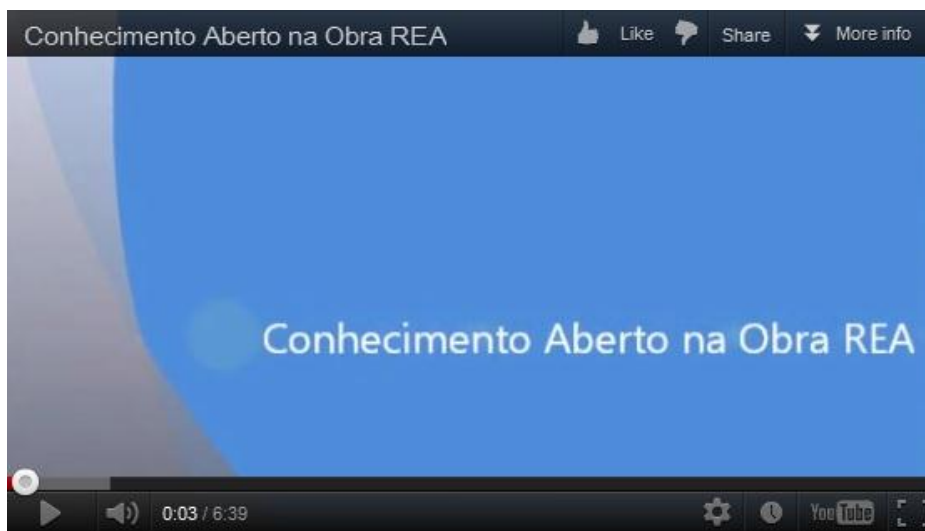 Conhecimento Aberto na Obra REA Like Share More info
Conhecimento Aberto na Obra REA
0:03 / 6:39 YouTube